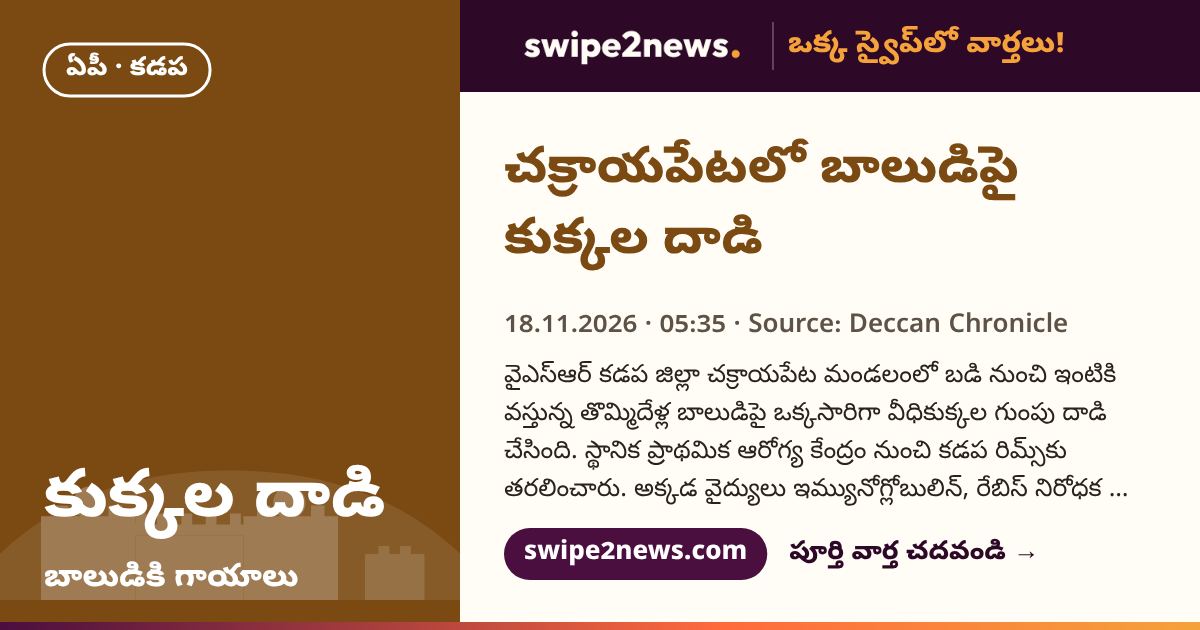 ఏపీ · కడప
కుక్కల దాడి
బాలుడికి గాయాలు
swipe2news.
ఒక్క స్వైప్‌లో వార్తలు!
చక్రాయపేటలో బాలుడిపై
కుక్కల దాడి
18.11.2026 · 05:35 · Source: Deccan Chronicle
వైఎస్ఆర్ కడప జిల్లా చక్రాయపేట మండలంలో బడి నుంచి ఇంటికి
వస్తున్న తొమ్మిదేళ్ల బాలుడిపై ఒక్కసారిగా వీధికుక్కల గుంపు దాడి
చేసింది. స్థానిక ప్రాథమిక ఆరోగ్య కేంద్రం నుంచి కడప రిమ్స్‌కు
తరలించారు. అక్కడ వైద్యులు ఇమ్యునోగ్లోబులిన్, రేబిస్ నిరోధక ...
swipe2news.com
పూర్తి వార్త చదవండి →